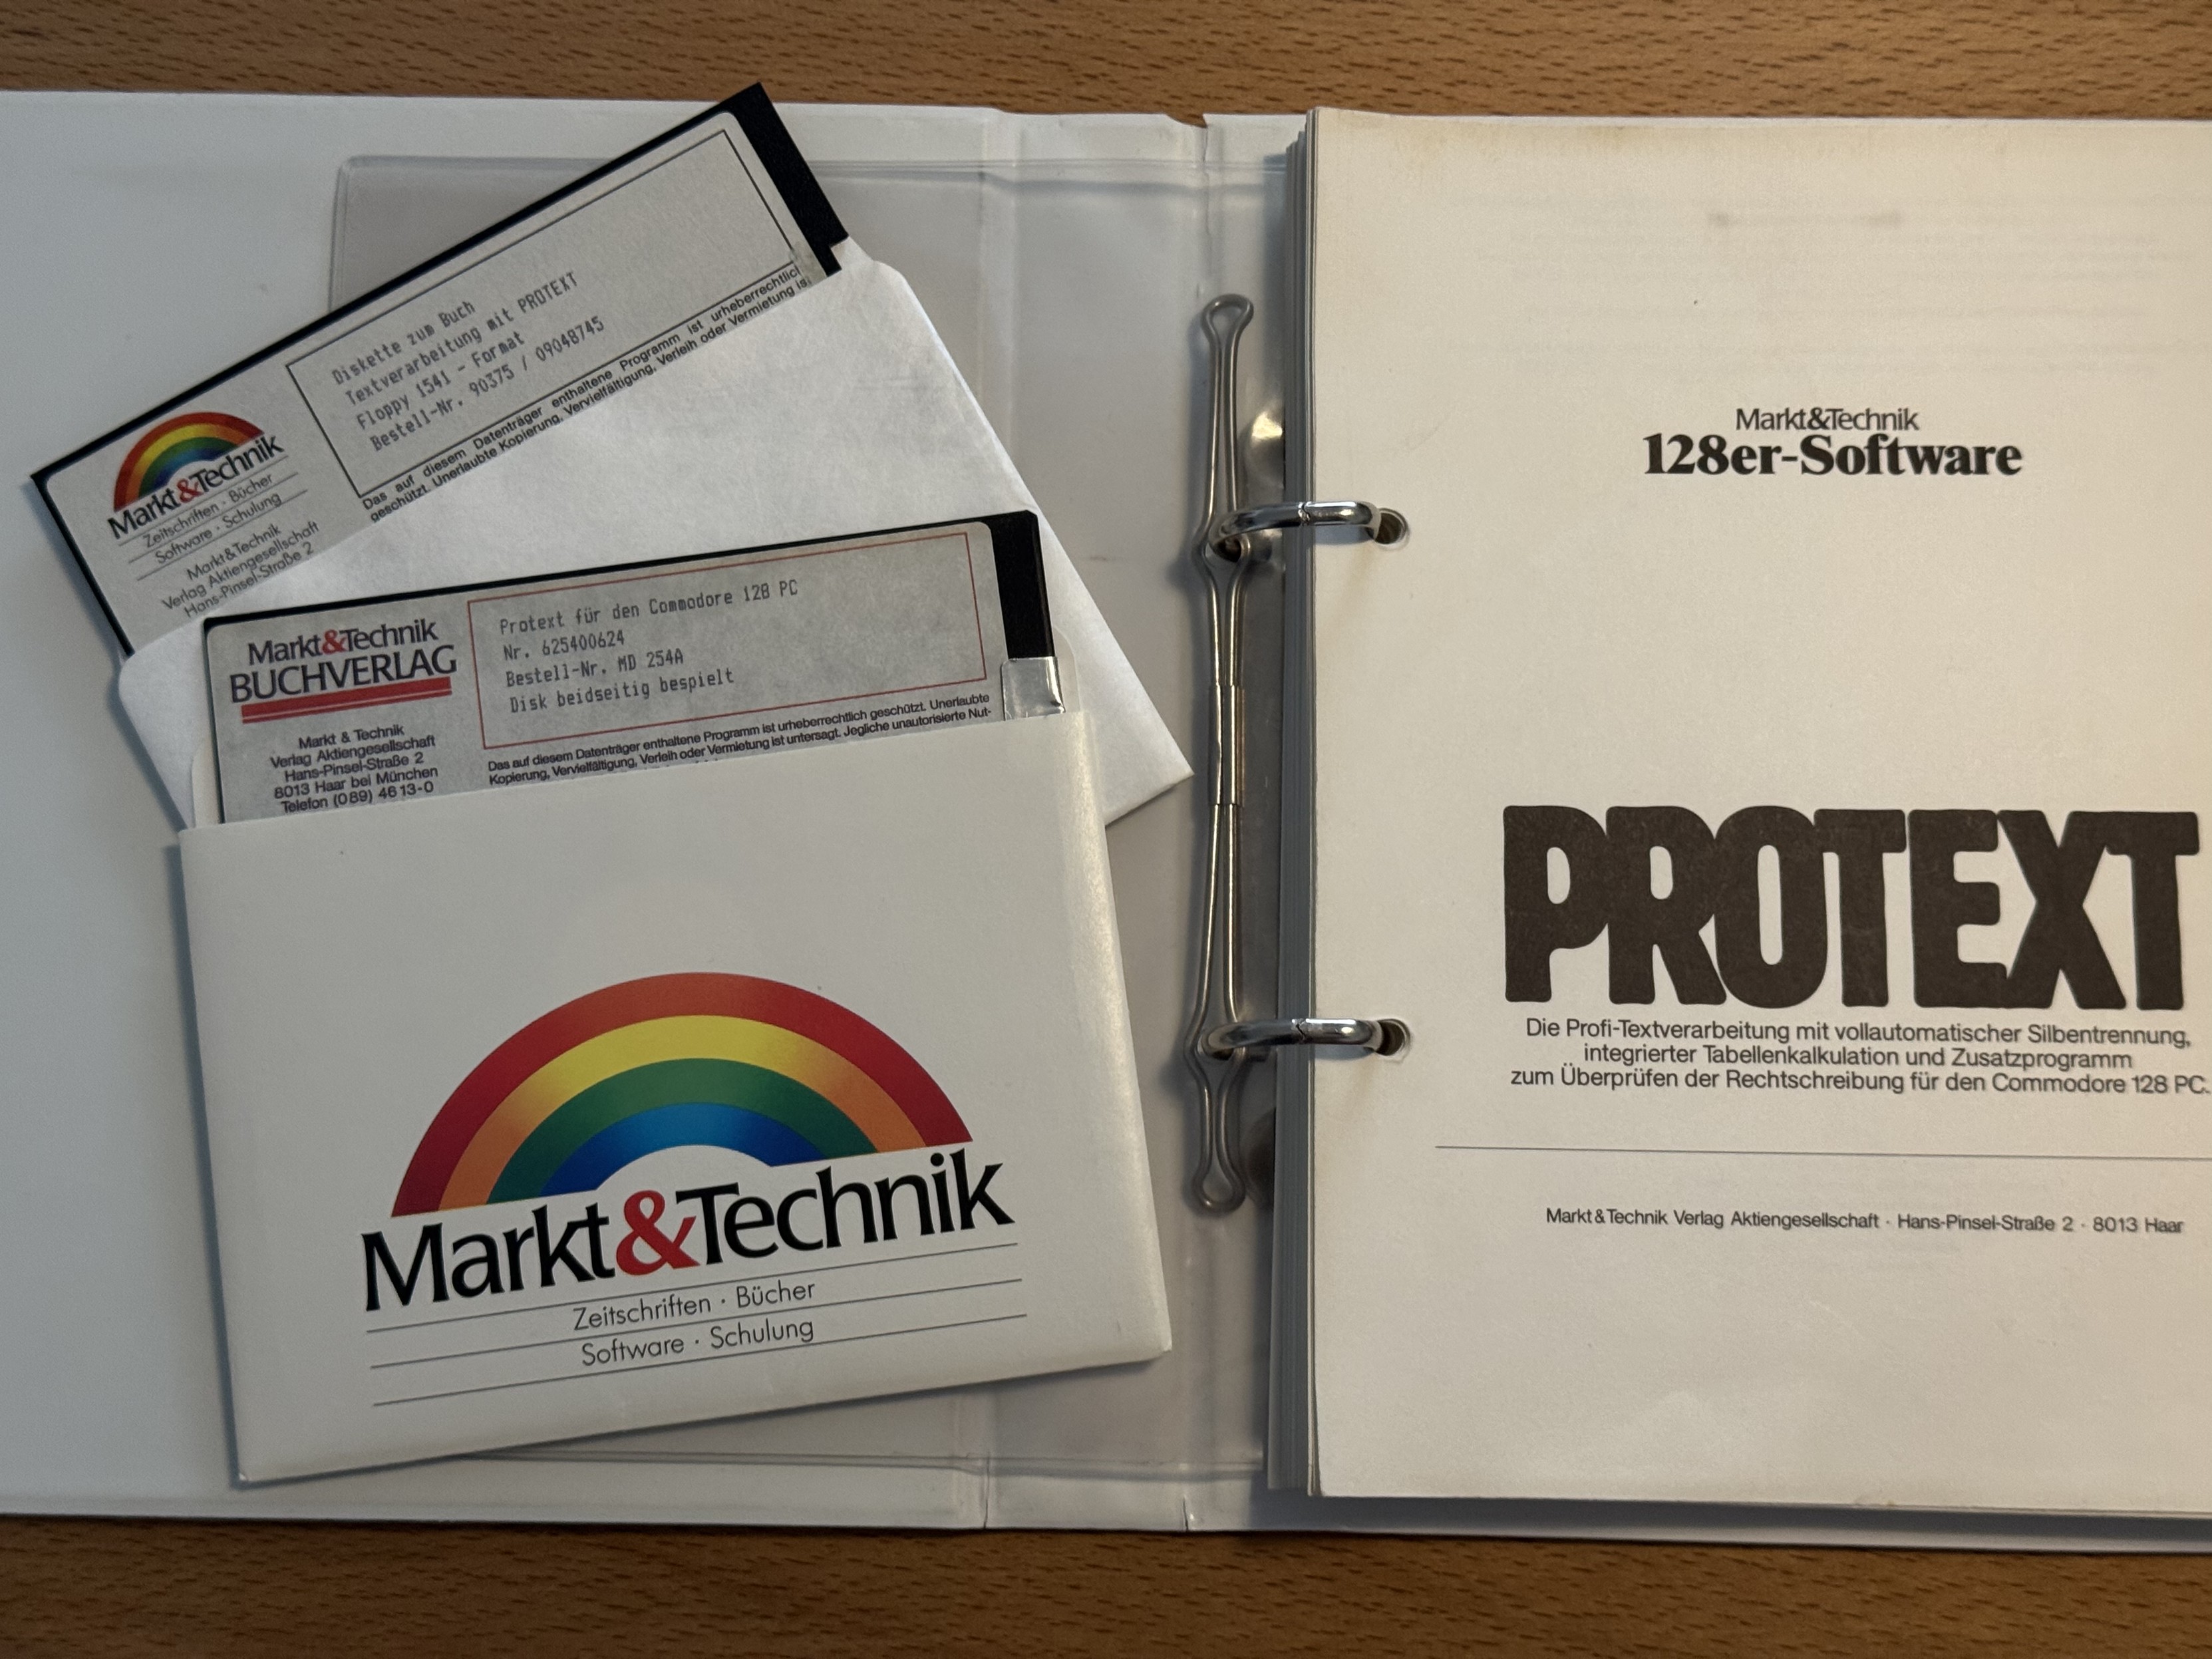 Diskette zum Buch
Textverarbeitung mit PROTEXT
Floppy 1541 - Format
Bestell-Nr. 90375 / 09048745
Das auf diesem Datenträger enthaltene Programm ist urheberrechtlich
geschützt. Unerlaubte Kopierung, Vervielfältigung, Verleih oder Vermietung is
Markt&Technik
Zeitschriften · Bücher
Software · Schulung
Markt&Technik
Verlag Aktiengesellschaft
Hans-Pinsel-Straße 2
Markt&Technik
BUCHVERLAG
Markt & Technik
Verlag Aktiengesellschaft
Hans-Pinsel-Straße 2
8013 Haar bei München
Telefon (089) 4613-0
Protext für den Commodore 128 PC
Nr. 625400624
Bestell-Nr. MD 254A
Disk beidseitig bespielt
Das auf diesem Datenträger enthaltene Programm ist urheberrechtlich geschützt. Unerlaubte
Kopierung, Vervielfältigung, Verleih oder Vermietung ist untersagt. Jegliche unautorisierte Nut-
Markt&Technik
Zeitschriften · Bücher
Software · Schulung
Markt&Technik
128er-Software
PROTEXT
Die Profi-Textverarbeitung mit vollautomatischer Silbentrennung,
integrierter Tabellenkalkulation und Zusatzprogramm
zum Überprüfen der Rechtschreibung für den Commodore 128 PC.
Markt&Technik Verlag Aktiengesellschaft · Hans-Pinsel-Straße 2 · 8013 Haar